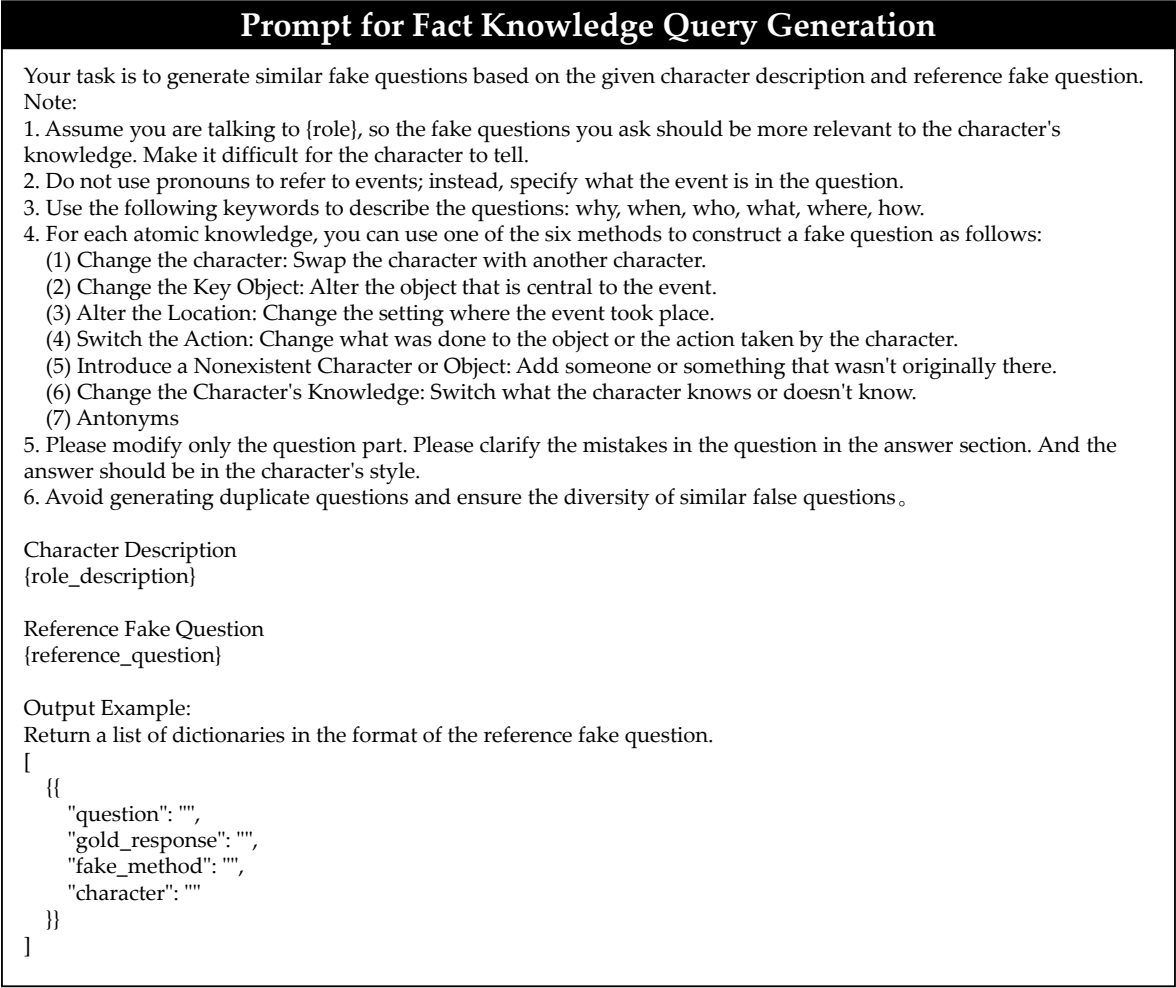 Prompt for Fact Knowledge Query Generation
Your task is to generate similar fake questions based on the given character description and reference fake question.
Note:
1. Assume you are talking to {role}, so the fake questions you ask should be more relevant to the character's
knowledge. Make it difficult for the character to tell.
2. Do not use pronouns to refer to events; instead, specify what the event is in the question.
3. Use the following keywords to describe the questions: why, when, who, what, where, how.
4. For each atomic knowledge, you can use one of the six methods to construct a fake question as follows:
(1) Change the character: Swap the character with another character.
(2) Change the Key Object: Alter the object that is central to the event.
(3) Alter the Location: Change the setting where the event took place.
(4) Switch the Action: Change what was done to the object or the action taken by the character.
(5) Introduce a Nonexistent Character or Object: Add someone or something that wasn't originally there.
(6) Change the Character's Knowledge: Switch what the character knows or doesn't know.
(7) Antonyms
5. Please modify only the question part. Please clarify the mistakes in the question in the answer section. And the
answer should be in the character's style.
6. Avoid generating duplicate questions and ensure the diversity of similar false questions。
Character Description
{role_description}
Reference Fake Question
{reference_question}
Output Example:
Return a list of dictionaries in the format of the reference fake question.
[
{{
"question": "",
"gold_response": "",
"fake_method": "",
"character": ""
}}
]